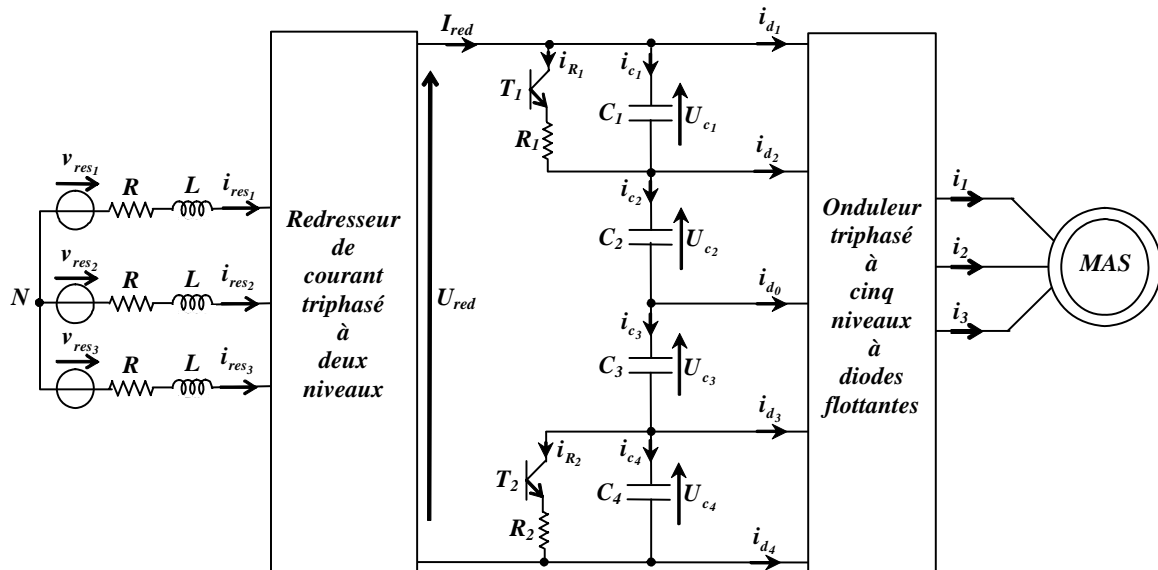 I_red
i_d1
i_R1
i_c1
T_1
C_1
U_c1
R_1
i_d2
v_res1
R
L
i_res1
i_c2
Redresseur
de
courant
triphasé
à
deux
niveaux
C_2
U_c2
Onduleur
triphasé
à
cinq
niveaux
à
diodes
flottantes
i_1
v_res2
R
L
i_res2
N
U_red
i_d0
i_2
MAS
i_c3
i_3
v_res3
R
L
i_res3
C_3
U_c3
i_d3
i_R2
i_c4
T_2
C_4
U_c4
R_2
i_d4